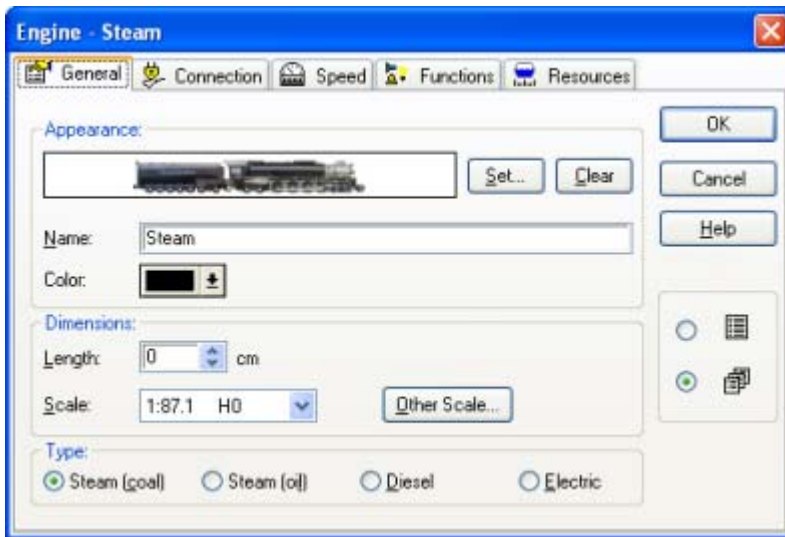 Engine - Steam
General Connection Speed Functions Resources
Appearance:
Set... Clear
Name: Steam
Color:
Dimensions:
Length: 0 cm
Scale: 1:87.1 H0 Other Scale...
Type:
Steam (coal) Steam (oil) Diesel Electric
OK
Cancel
Help